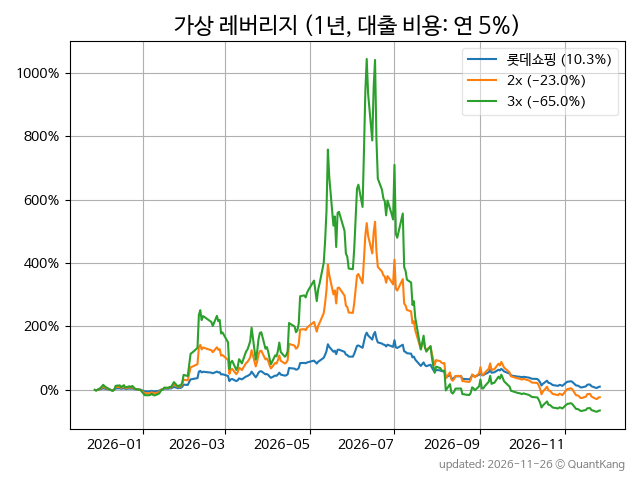 가상 레버리지 (1년, 대출 비용: 연 5%)
롯데쇼핑 (10.3%)
2x (-23.0%)
3x (-65.0%)
1000%
800%
600%
400%
200%
0%
2026-01 2026-03 2026-05 2026-07 2026-09 2026-11
updated: 2026-11-26 © QuantKang